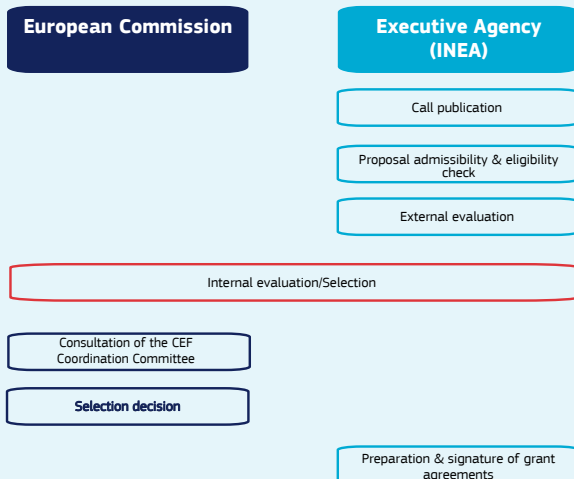 European Commission
Executive Agency
(INEA)
Call publication
Proposal admissibility & eligibility
check
External evaluation
Internal evaluation/Selection
Consultation of the CEF
Coordination Committee
Selection decision
Preparation & signature of grant
agreements